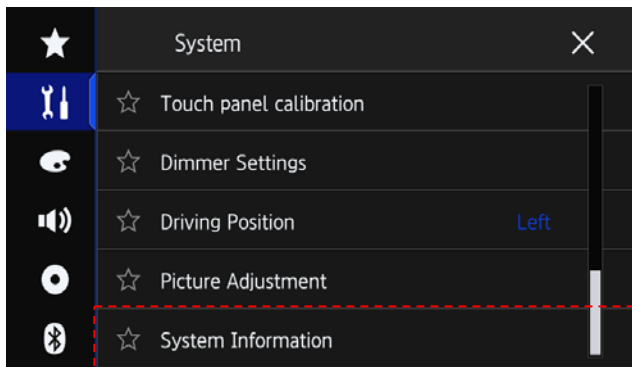 System
Touch panel calibration
Dimmer Settings
Driving Position Left
Picture Adjustment
System Information